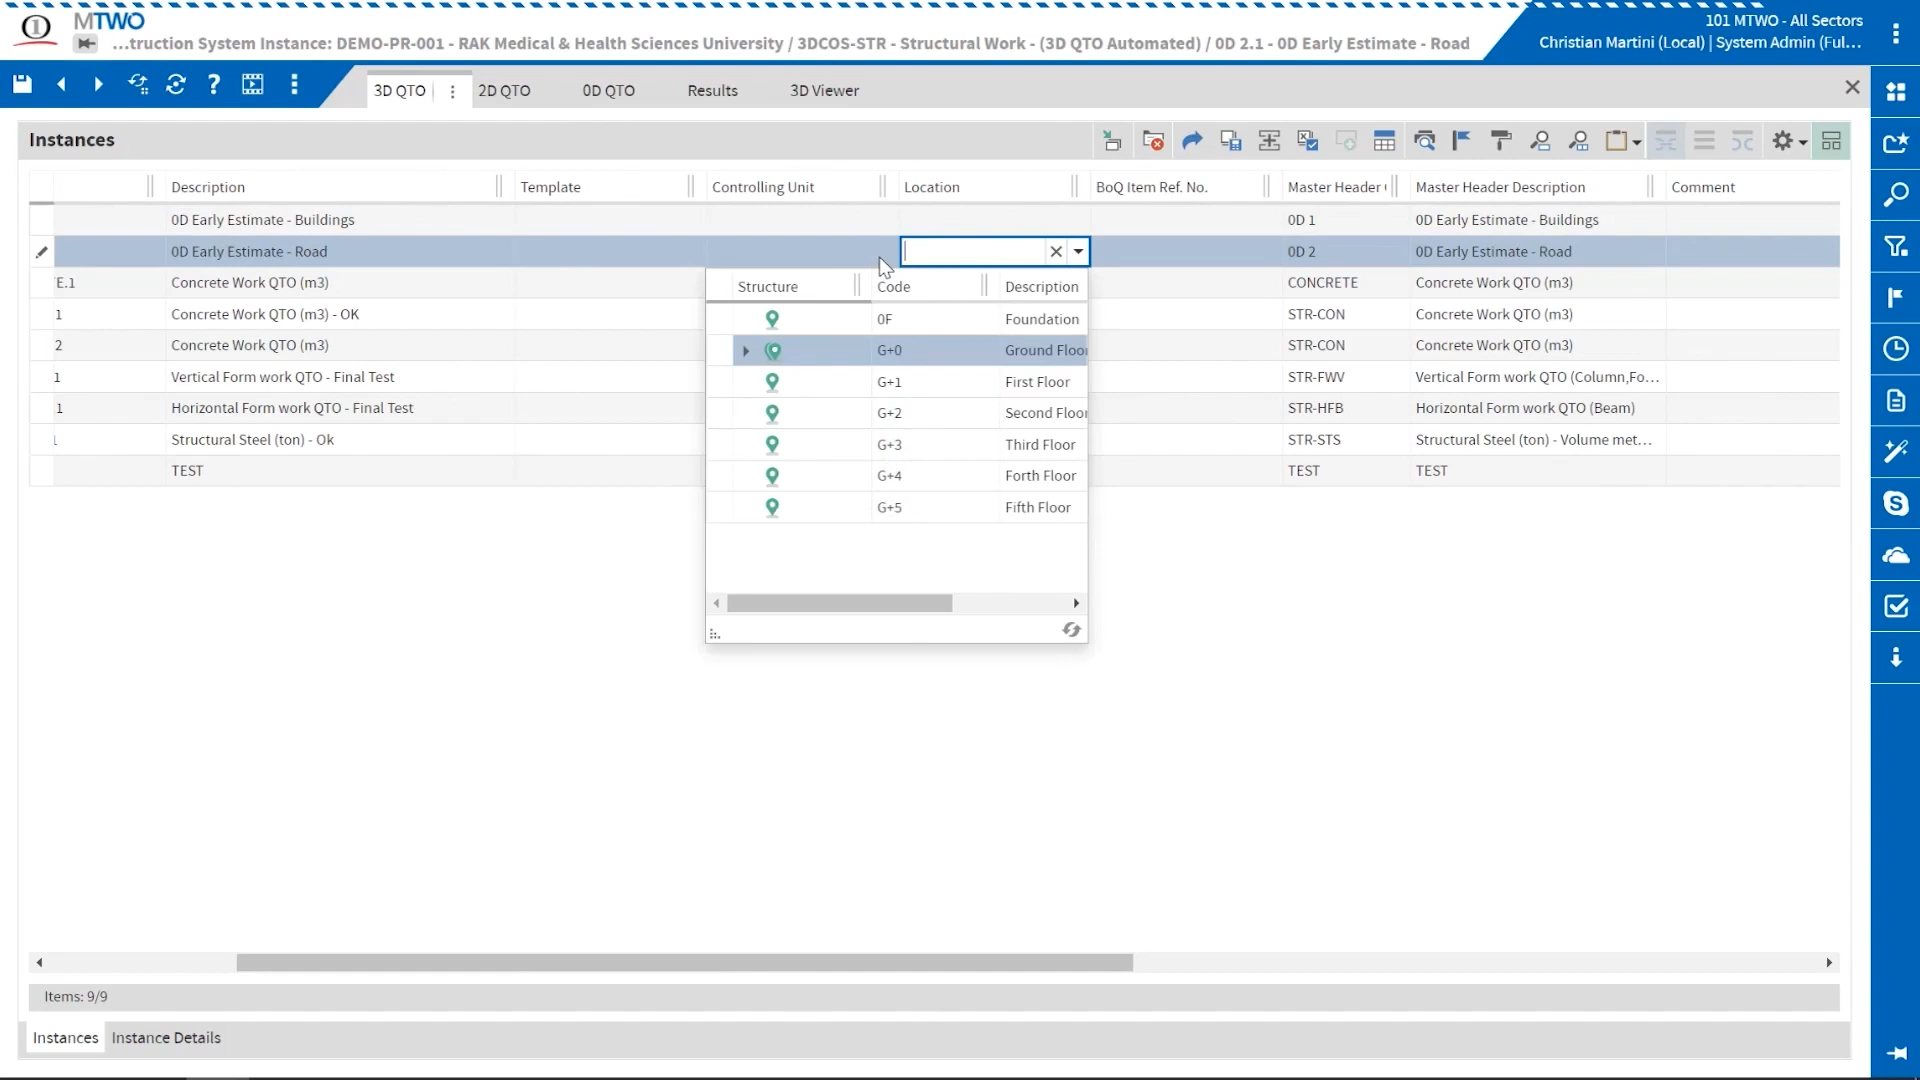 MTWO
...truction System Instance: DEMO-PR-001 - RAK Medical & Health Sciences University / 3DCOS-STR - Structural Work - (3D QTO Automated) / 0D 2.1 - 0D Early Estimate - Road
101 MTWO - All Sectors
Christian Martini (Local) | System Admin (Ful...
3D QTO 2D QTO 0D QTO Results 3D Viewer
Instances
Description Template Controlling Unit Location BoQ Item Ref. No. Master Header Master Header Description Comment
0D Early Estimate - Buildings 0D 1 0D Early Estimate - Buildings
0D Early Estimate - Road 0D 2 0D Early Estimate - Road
E.1 Concrete Work QTO (m3) CONCRETE Concrete Work QTO (m3)
1 Concrete Work QTO (m3) - OK STR-CON Concrete Work QTO (m3)
2 Concrete Work QTO (m3) STR-CON Concrete Work QTO (m3)
1 Vertical Form work QTO - Final Test STR-FWV Vertical Form work QTO (Column,Fo...
1 Horizontal Form work QTO - Final Test STR-HFB Horizontal Form work QTO (Beam)
1 Structural Steel (ton) - Ok STR-STS Structural Steel (ton) - Volume met...
TEST TEST TEST
Structure Code Description
0F Foundation
G+0 Ground Floo
G+1 First Floor
G+2 Second Floo
G+3 Third Floor
G+4 Forth Floor
G+5 Fifth Floor
Items: 9/9
Instances Instance Details